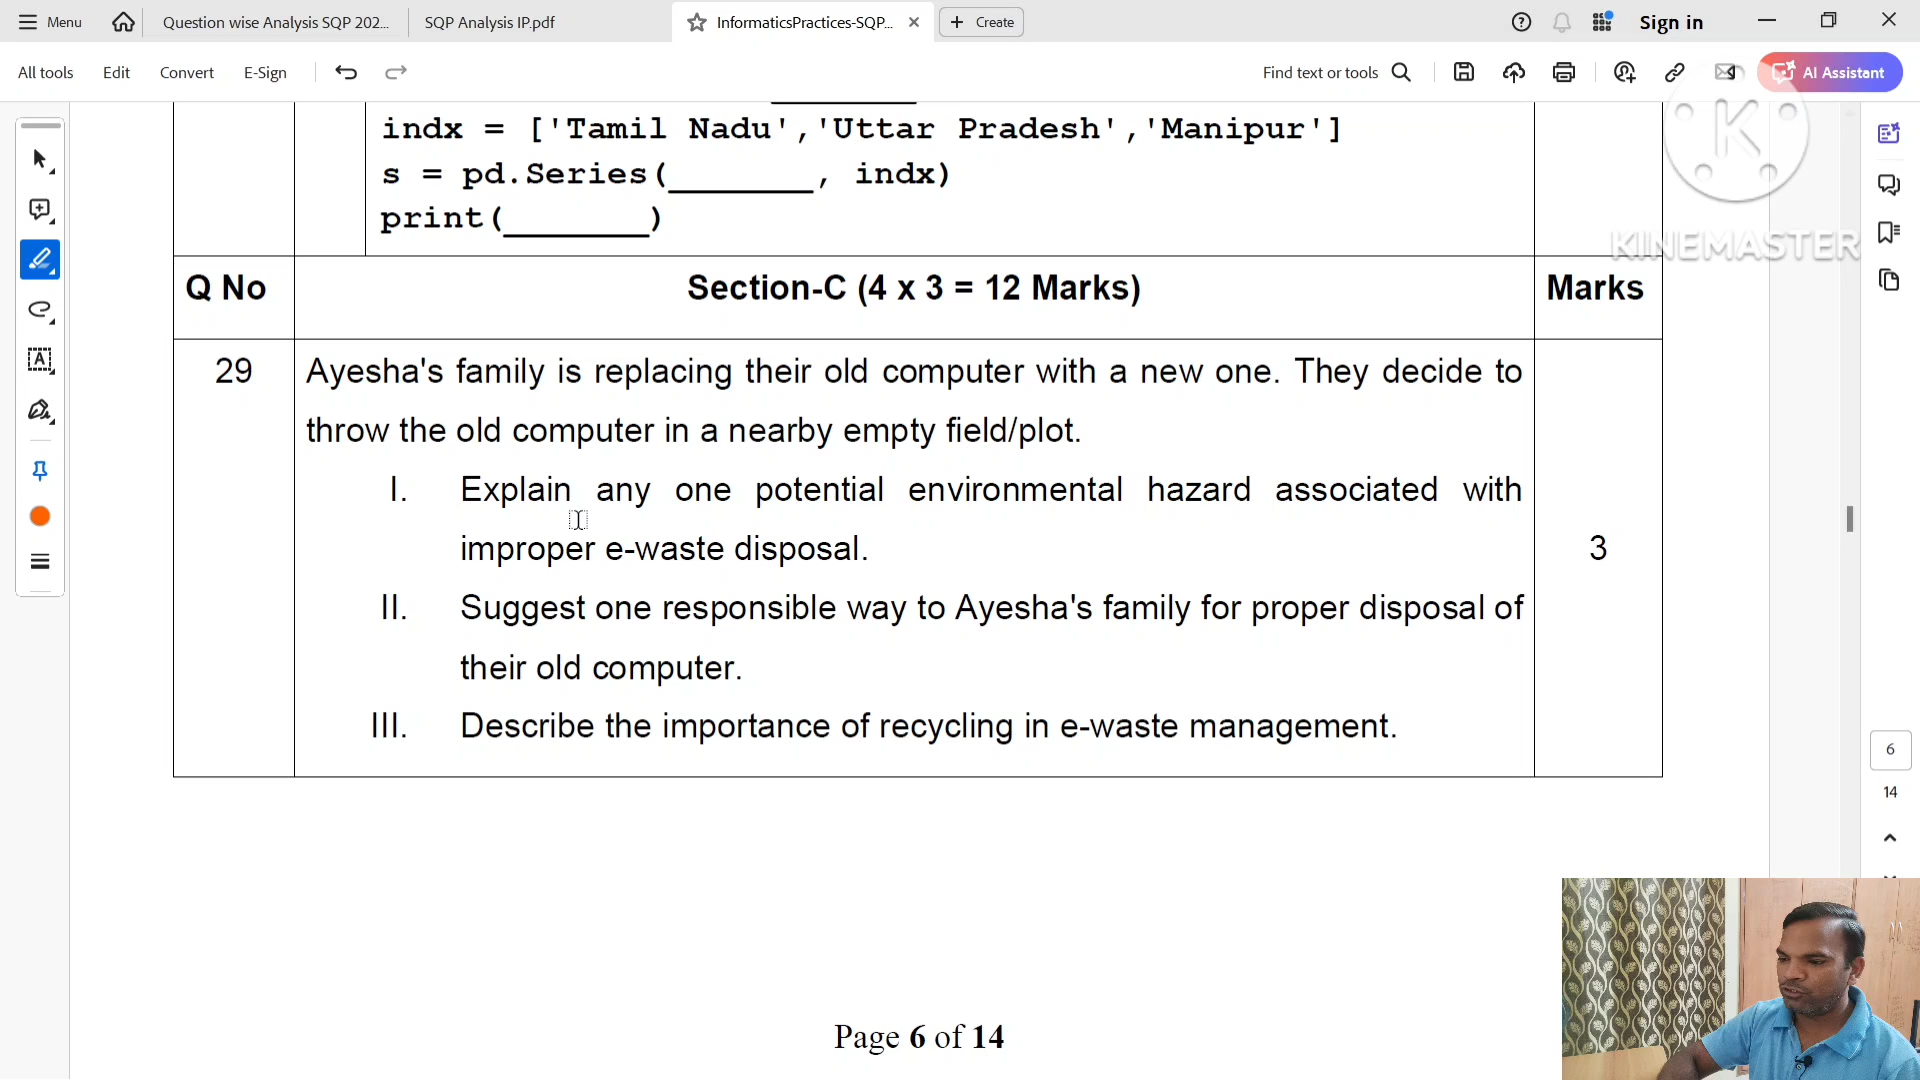 Menu
Question wise Analysis SQP 202...
SQP Analysis IP.pdf
InformaticsPractices-SQP...
Create
Sign in
All tools
Edit
Convert
E-Sign
Find text or tools
AI Assistant
indx = ['Tamil Nadu','Uttar Pradesh','Manipur']
s = pd.Series(_______, indx)
print(_______)
KINEMASTER
Q No
Section-C (4 x 3 = 12 Marks)
Marks
29
Ayesha's family is replacing their old computer with a new one. They decide to
throw the old computer in a nearby empty field/plot.
I. Explain any one potential environmental hazard associated with
improper e-waste disposal.
3
II. Suggest one responsible way to Ayesha's family for proper disposal of
their old computer.
III. Describe the importance of recycling in e-waste management.
6
14
Page 6 of 14